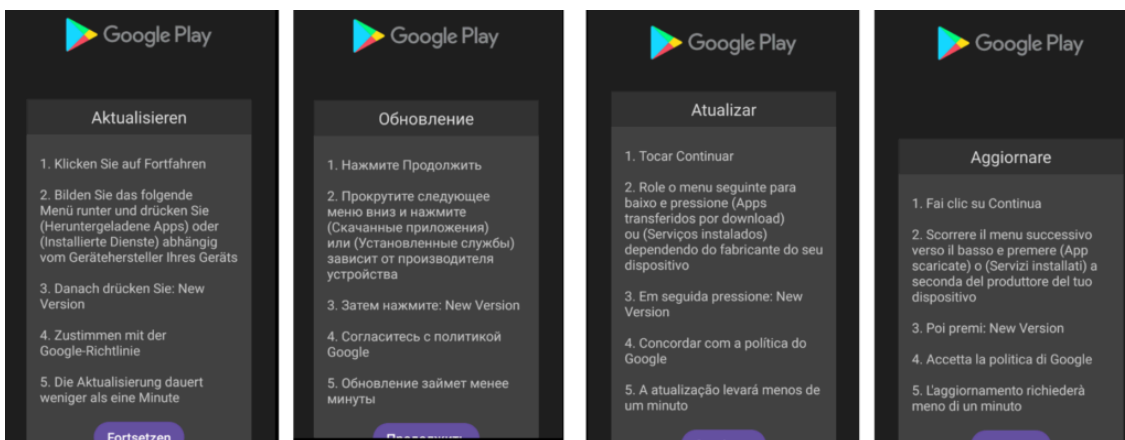 Google Play
Aktualisieren
1. Klicken Sie auf Fortfahren
2. Bilden Sie das folgende
Menü runter und drücken Sie
(Heruntergeladene Apps) oder
(Installierte Dienste) abhängig
vom Gerätehersteller Ihres Geräts
3. Danach drücken Sie: New
Version
4. Zustimmen mit der
Google-Richtlinie
5. Die Aktualisierung dauert
weniger als eine Minute
Fortsetzen
Google Play
Обновление
1. Нажмите Продолжить
2. Прокрутите следующее
меню вниз и нажмите
(Скачанные приложения)
или (Установленные службы)
зависит от производителя
устройства
3. Затем нажмите: New Version
4. Согласитесь с политикой
Google
5. Обновление займет менее
минуты
Продолжить
Google Play
Atualizar
1. Tocar Continuar
2. Role o menu seguinte para
baixo e pressione (Apps
transferidos por download)
ou (Serviços instalados)
dependendo do fabricante do seu
dispositivo
3. Em seguida pressione: New
Version
4. Concordar com a política do
Google
5. A atualização levará menos de
um minuto
Google Play
Aggiornare
1. Fai clic su Continua
2. Scorrere il menu successivo
verso il basso e premere (App
scaricate) o (Servizi installati) a
seconda del produttore del tuo
dispositivo
3. Poi premi: New Version
4. Accetta la politica di Google
5. L'aggiornamento richiederà
meno di un minuto